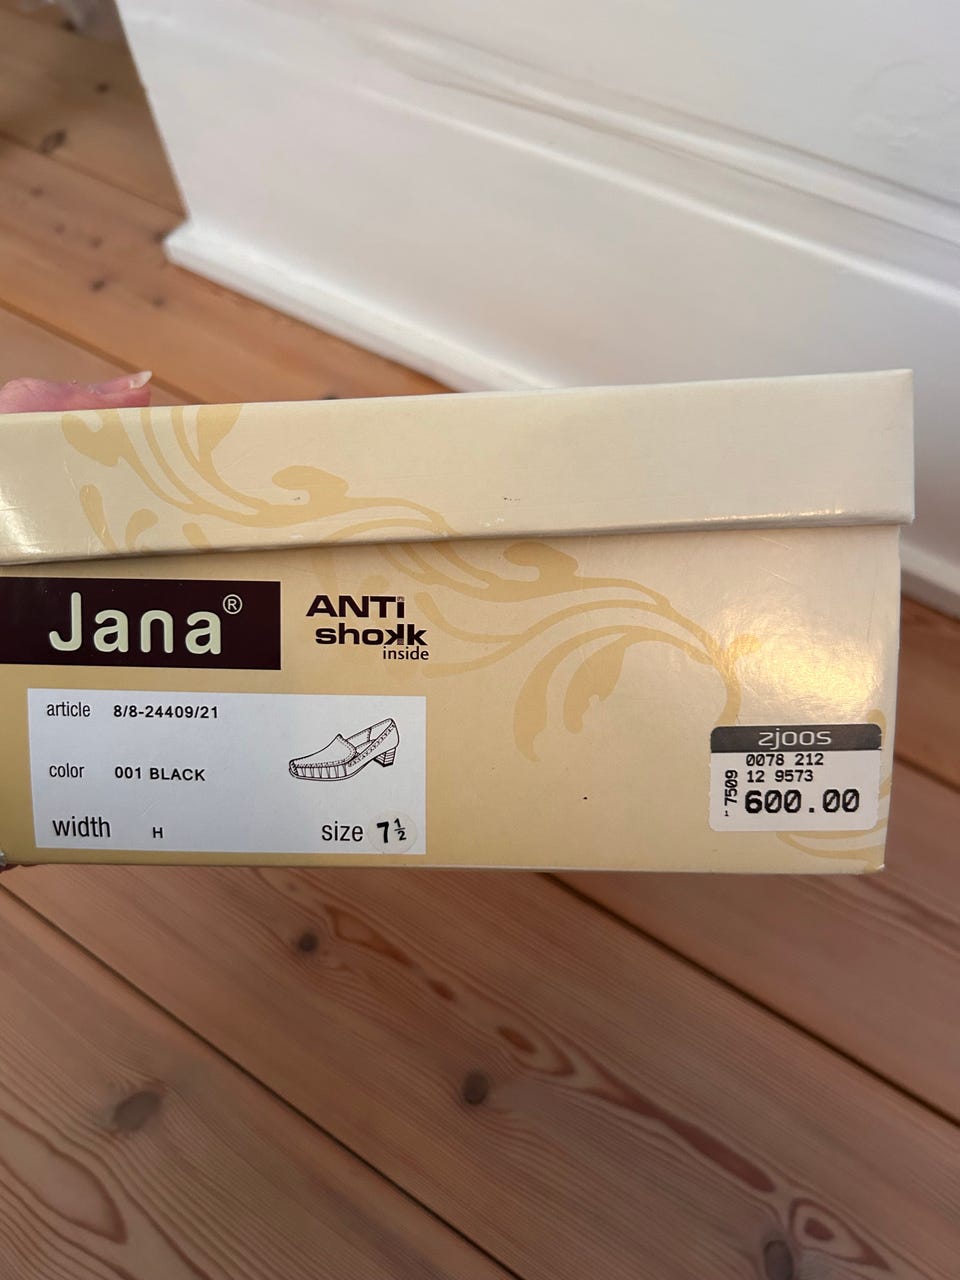 Jana®
ANTi
shokk
inside
article 8/8-24409/21
color 001 BLACK
width H
size 7½
zjoos
0078 212
12 9573
600.00
7509